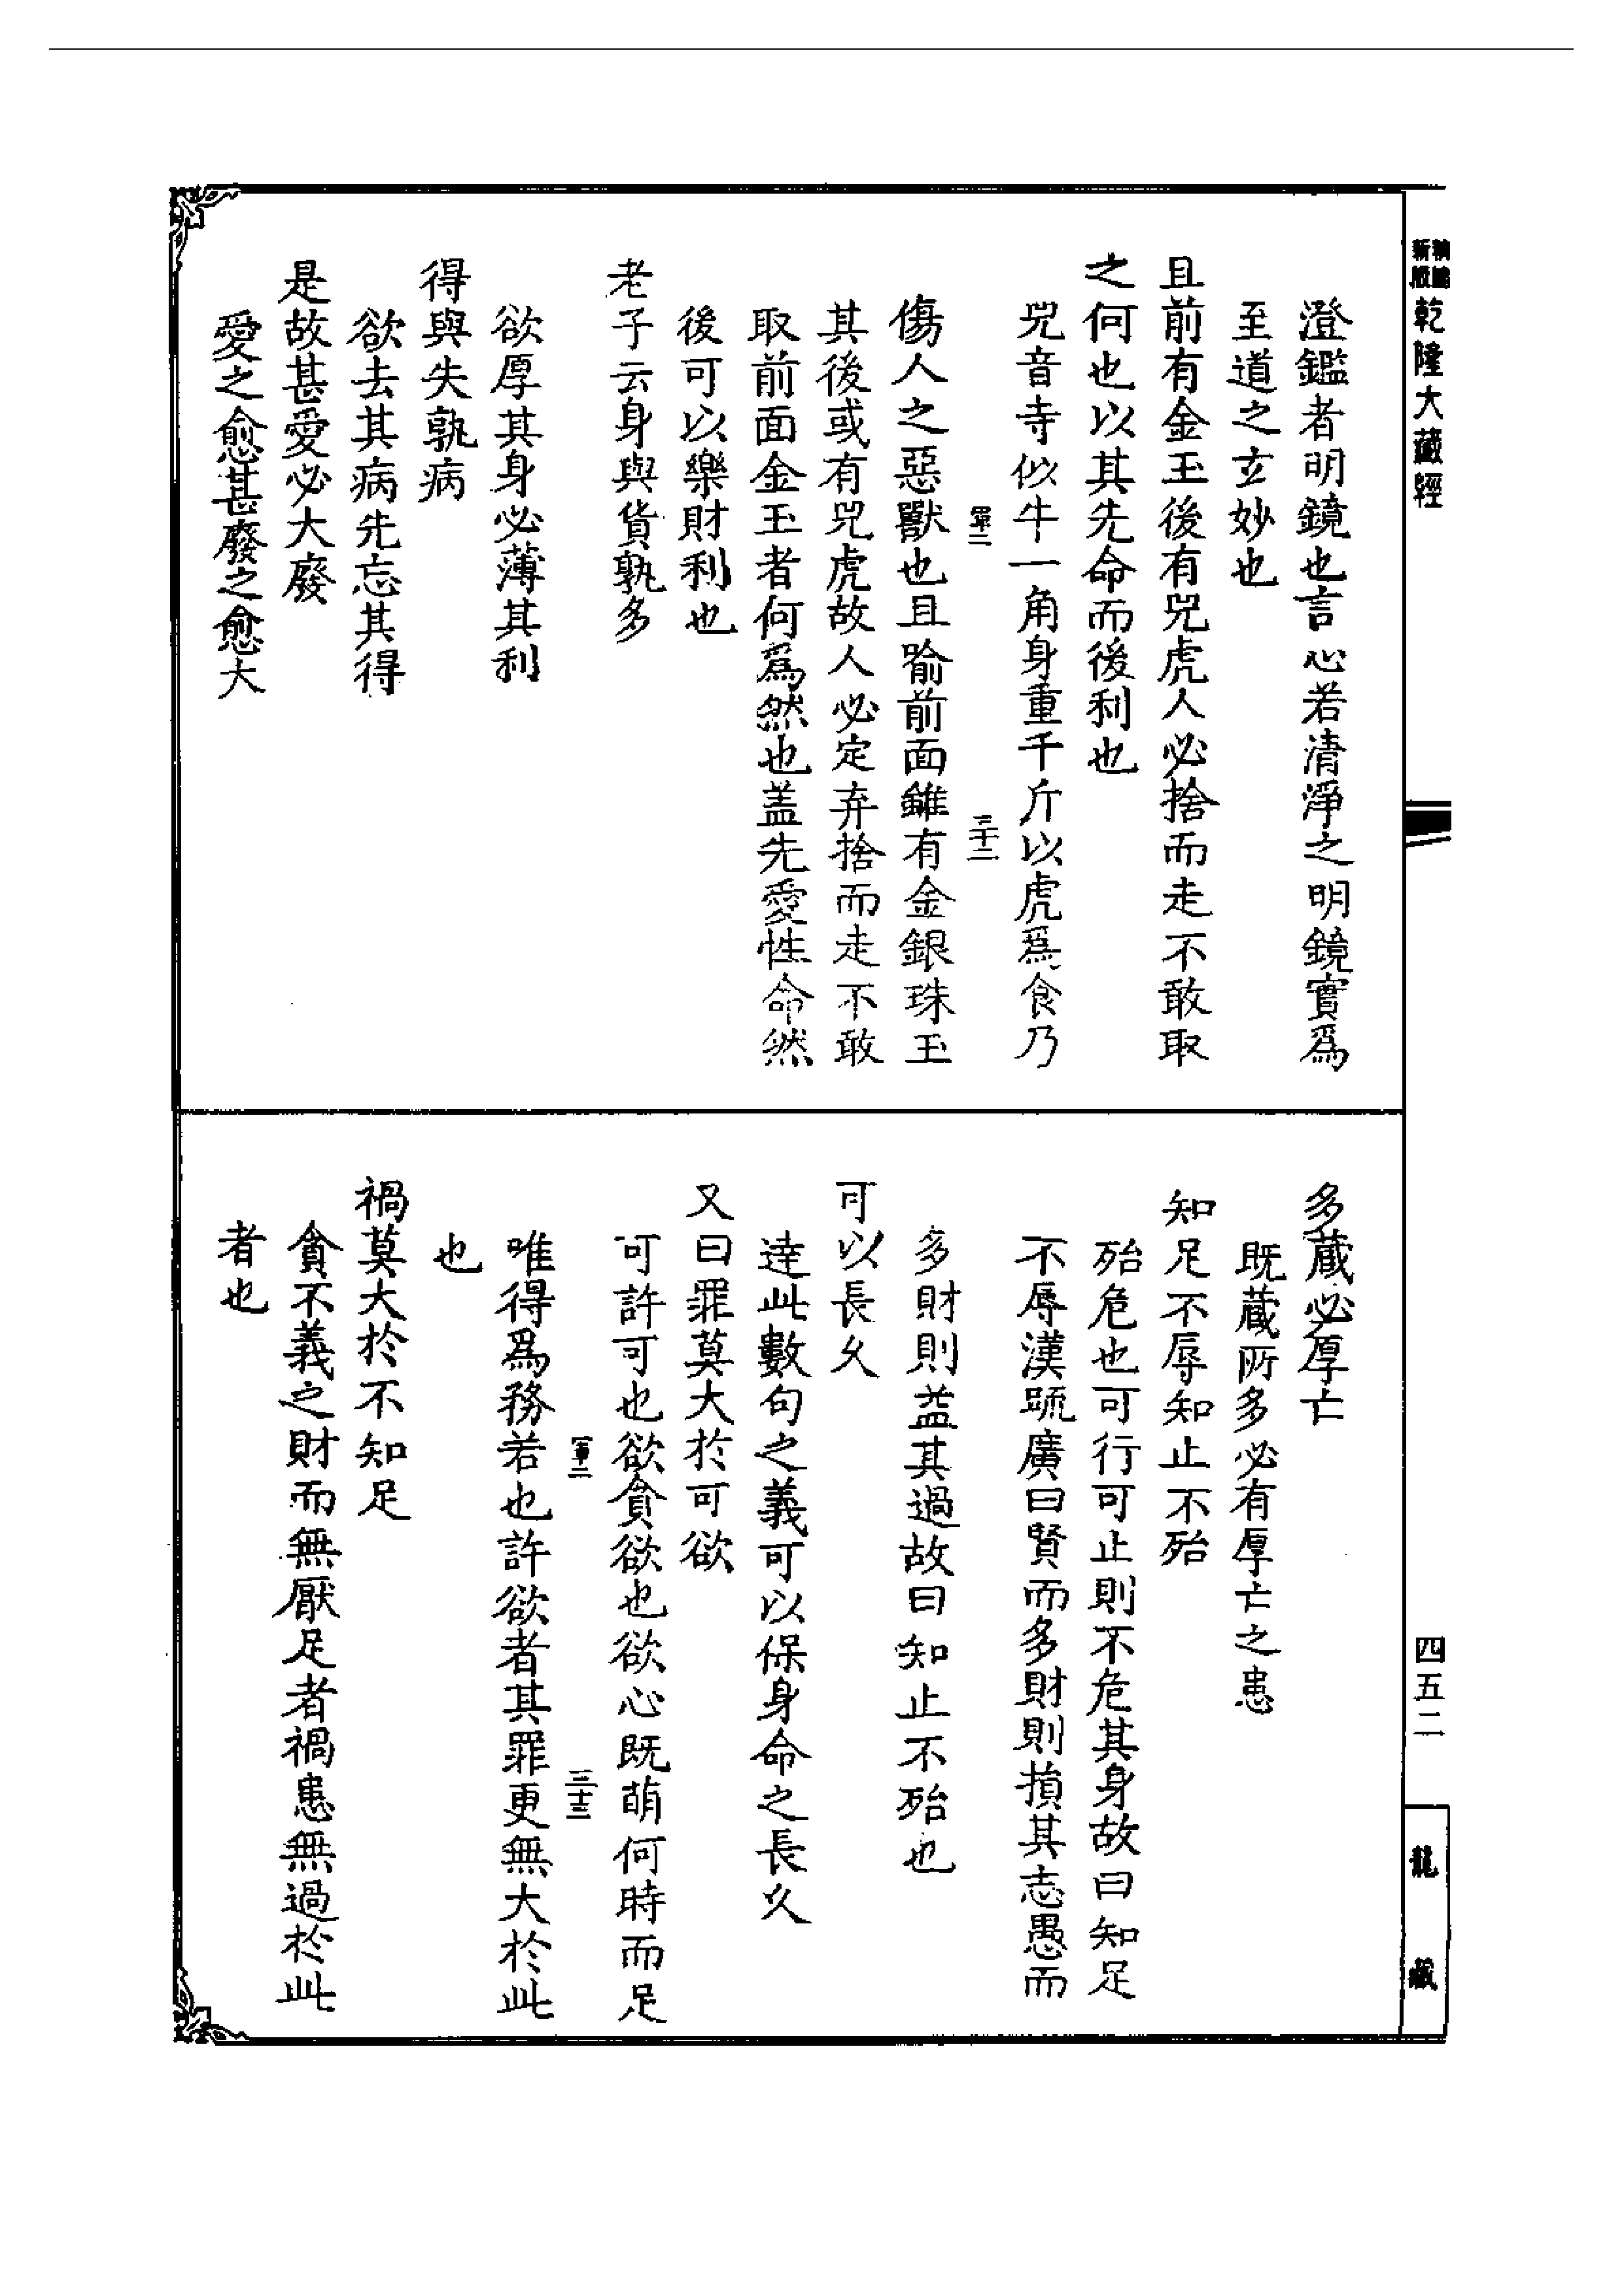 精縮
新版
乾隆大藏經
四五二
龍藏
澄鑑者明鏡也言心若清淨之明鏡實爲
至道之玄妙也
且前有金玉後有兕虎人必捨而走不敢取
之何也以其先命而後利也
兕音寺似牛一角身重千斤以虎爲食乃
軍二
三十二
傷人之惡獸也且喻前面雖有金銀珠玉
其後或有兕虎故人必定弃捨而走不敢
取前面金玉者何爲然也盖先愛性命然
後可以樂財利也
老子云身與貨孰多
欲厚其身必薄其利
得與失孰病
欲去其病先忘其得
是故甚愛必大廢
愛之愈甚廢之愈大
多藏必厚亡
既藏所多必有厚亡之患
知足不辱知止不殆
殆危也可行可止則不危其身故曰知足
不辱漢䟽廣曰賢而多財則損其志愚而
多財則益其過故曰知止不殆也
可以長久
達此數句之義可以保身命之長久
又曰罪莫大於可欲
可許可也欲貪欲也欲心既萌何時而足
軍二
三十三
唯得爲務若也許欲者其罪更無大於此
也
禍莫大於不知足
貪不義之財而無厭足者禍患無過於此
者也